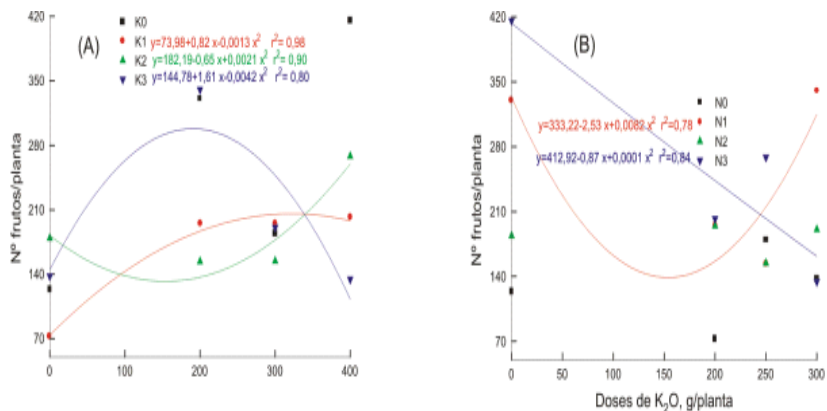 (A)
K0
K1 y=73,98+0,82 x-0,0013 x² r²= 0,98
K2 y=182,19-0,65 x+0,0021 x² r²= 0,90
K3 y=144,78+1,61 x-0,0042 x² r²= 0,80
Nº frutos/planta
420
350
280
210
140
70
0 100 200 300 400
(B)
N0
y=333,22-2,53 x+0,0082 x² r²=0,78 N1
N2
y=412,92-0,87 x+0,0001 x² r²=0,84 N3
Nº frutos/planta
420
350
280
210
140
70
0 50 100 150 200 250 300
Doses de K₂O, g/planta